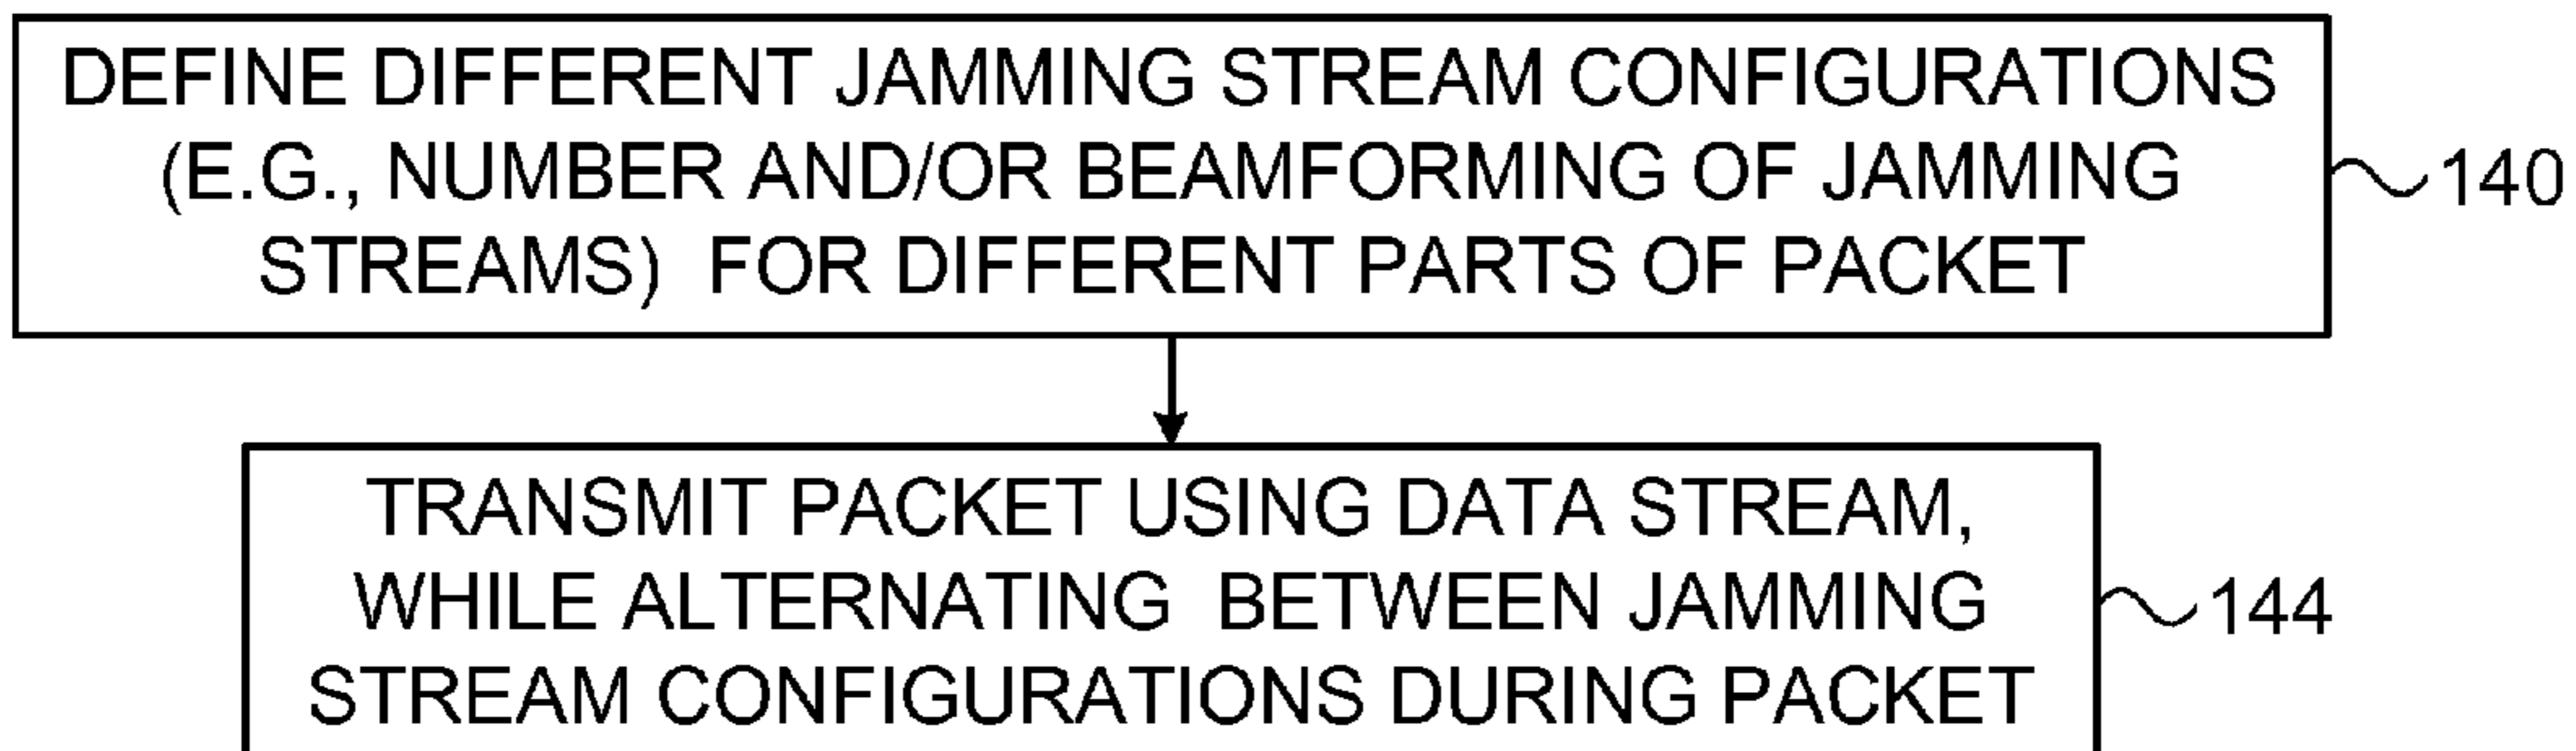 DEFINE DIFFERENT JAMMING STREAM CONFIGURATIONS
(E.G., NUMBER AND/OR BEAMFORMING OF JAMMING
STREAMS) FOR DIFFERENT PARTS OF PACKET
140
TRANSMIT PACKET USING DATA STREAM,
WHILE ALTERNATING BETWEEN JAMMING
STREAM CONFIGURATIONS DURING PACKET
144